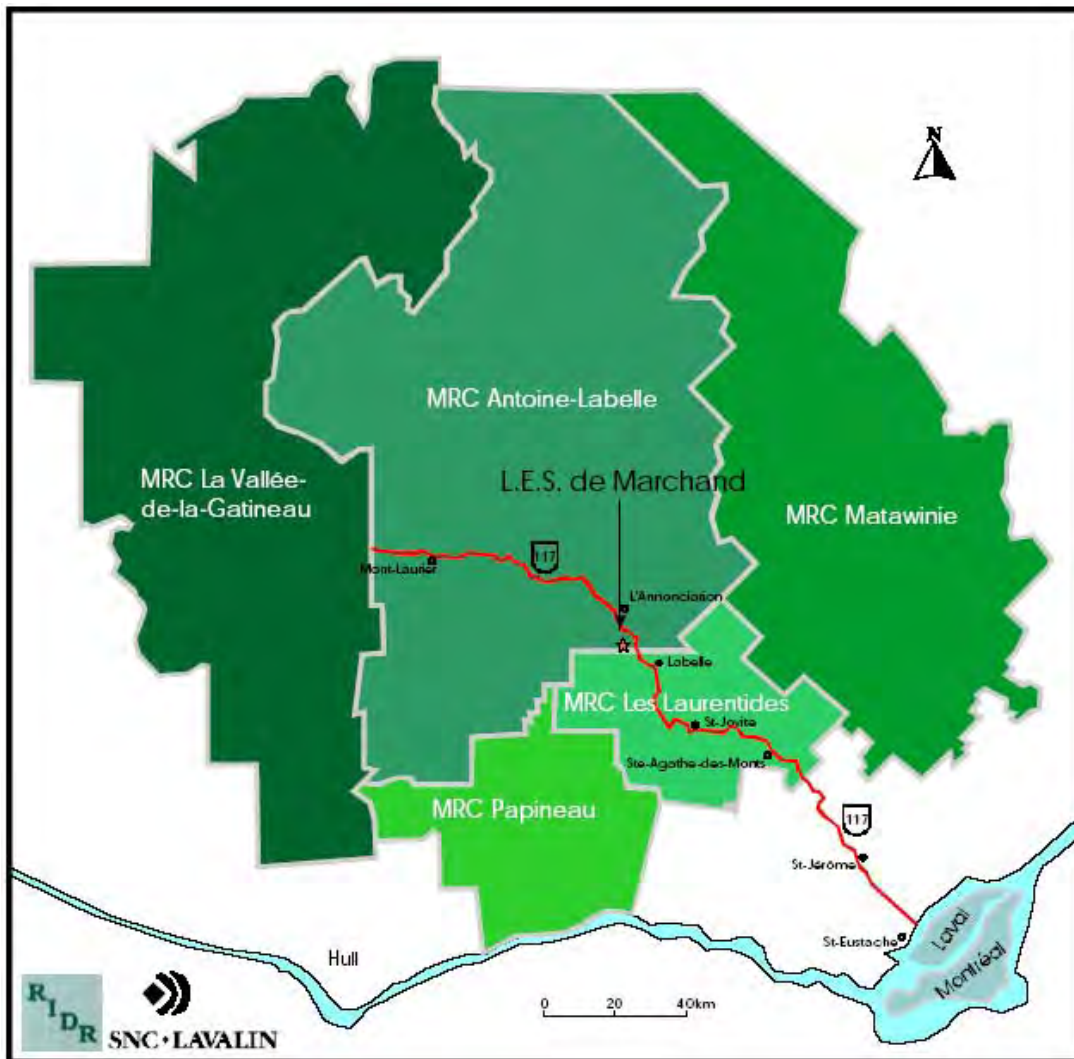 N
MRC Antoine-Labelle
L.E.S. de Marchand
MRC La Vallée-
de-la-Gatineau
MRC Matawinie
117
Mont-Laurier
L'Annonciation
Labelle
MRC Les Laurentides
St-Jovite
Ste-Agathe-des-Monts
MRC Papineau
117
St-Jérôme
St-Eustache
Laval
Montréal
Hull
0 20 40km
RIDR
SNC•LAVALIN